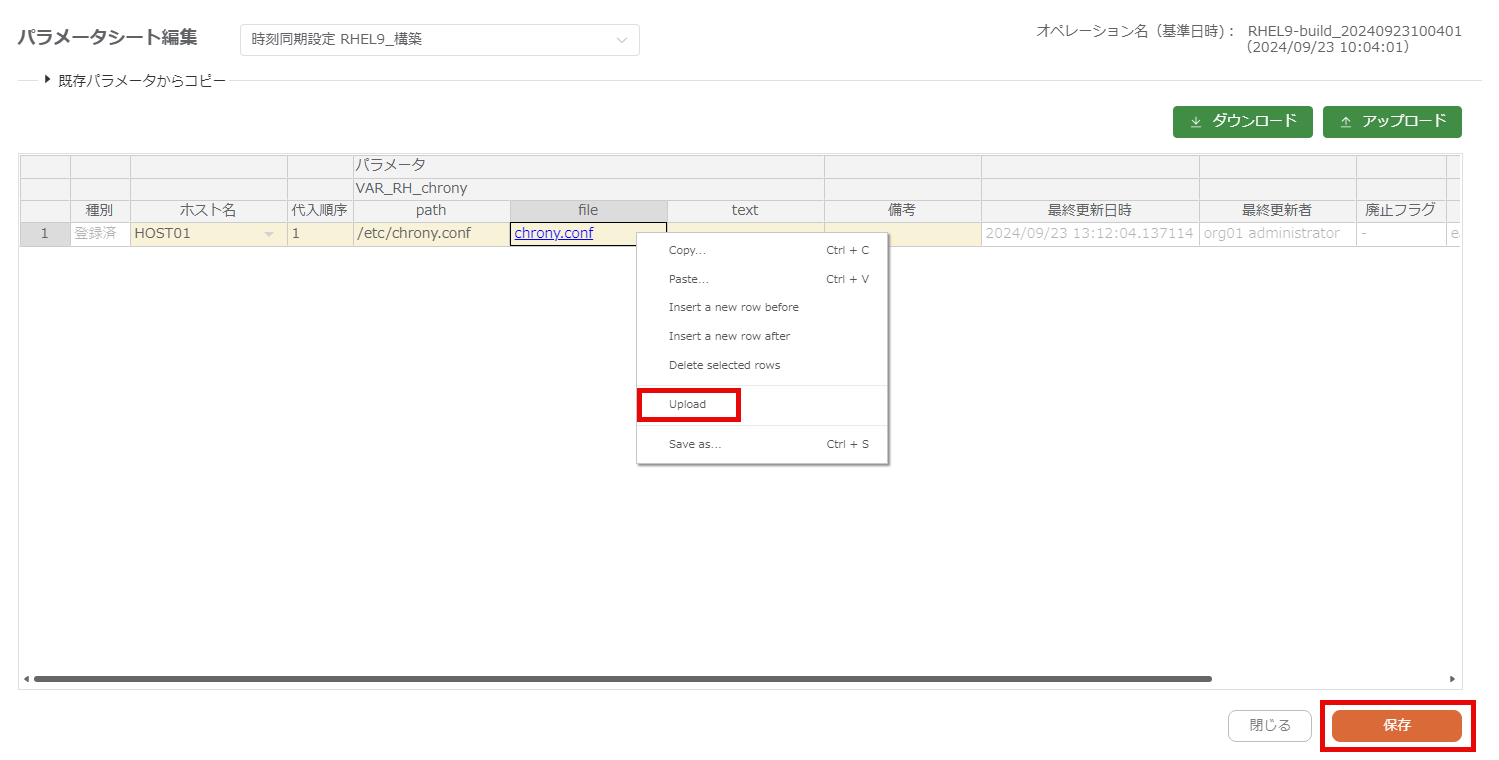 パラメータシート編集
時刻同期設定 RHEL9_構築
オペレーション名（基準日時）： RHEL9-build_20240923100401
（2024/09/23 10:04:01）
既存パラメータからコピー
ダウンロード
アップロード
パラメータ
VAR_RH_chrony
種別 ホスト名 代入順序 path file text 備考 最終更新日時 最終更新者 廃止フラグ
1 登録済 HOST01 1 /etc/chrony.conf chrony.conf 2024/09/23 13:12:04.137114 org01 administrator -
Copy... Ctrl + C
Paste... Ctrl + V
Insert a new row before
Insert a new row after
Delete selected rows
Upload
Save as... Ctrl + S
閉じる
保存